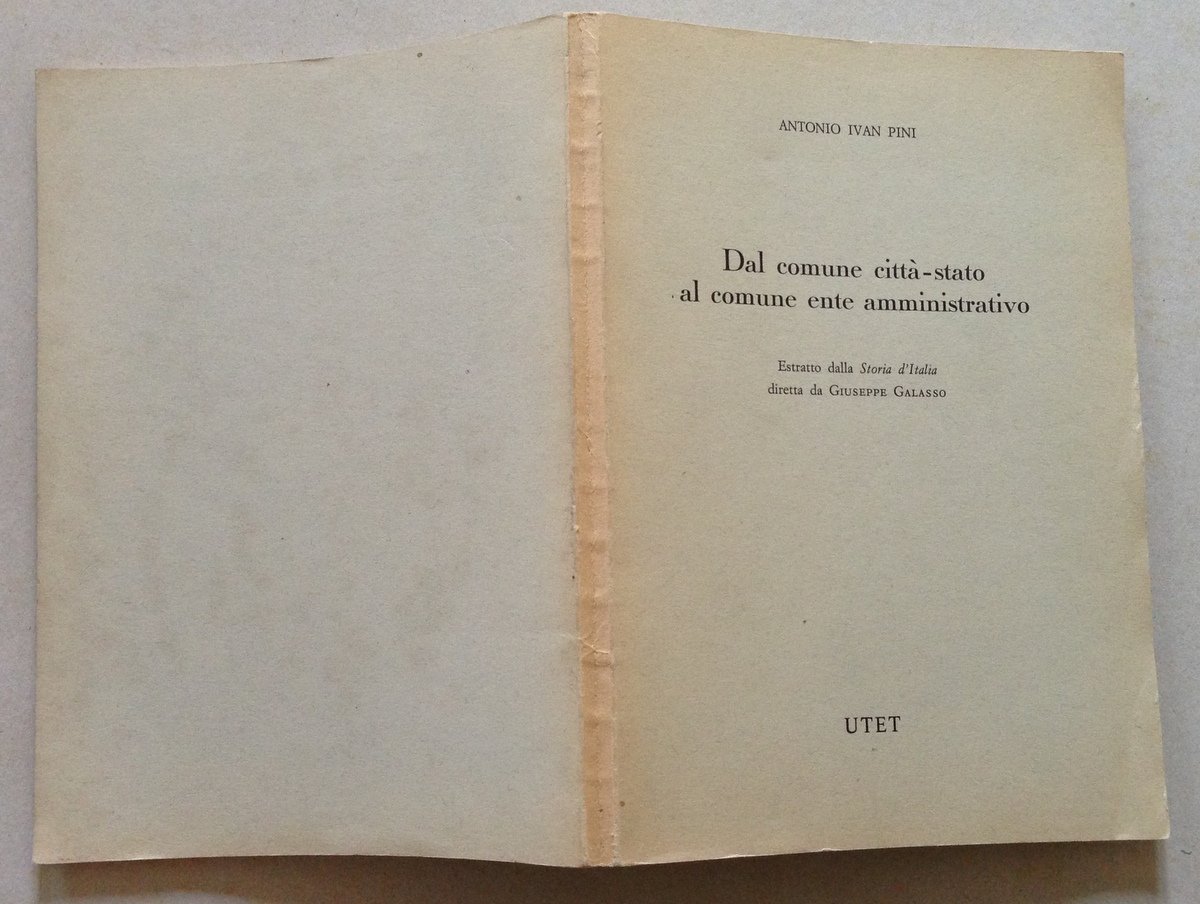 ANTONIO IVAN PINI
Dal comune città-stato
al comune ente amministrativo
Estratto dalla Storia d'Italia
diretta da GIUSEPPE GALASSO
UTET